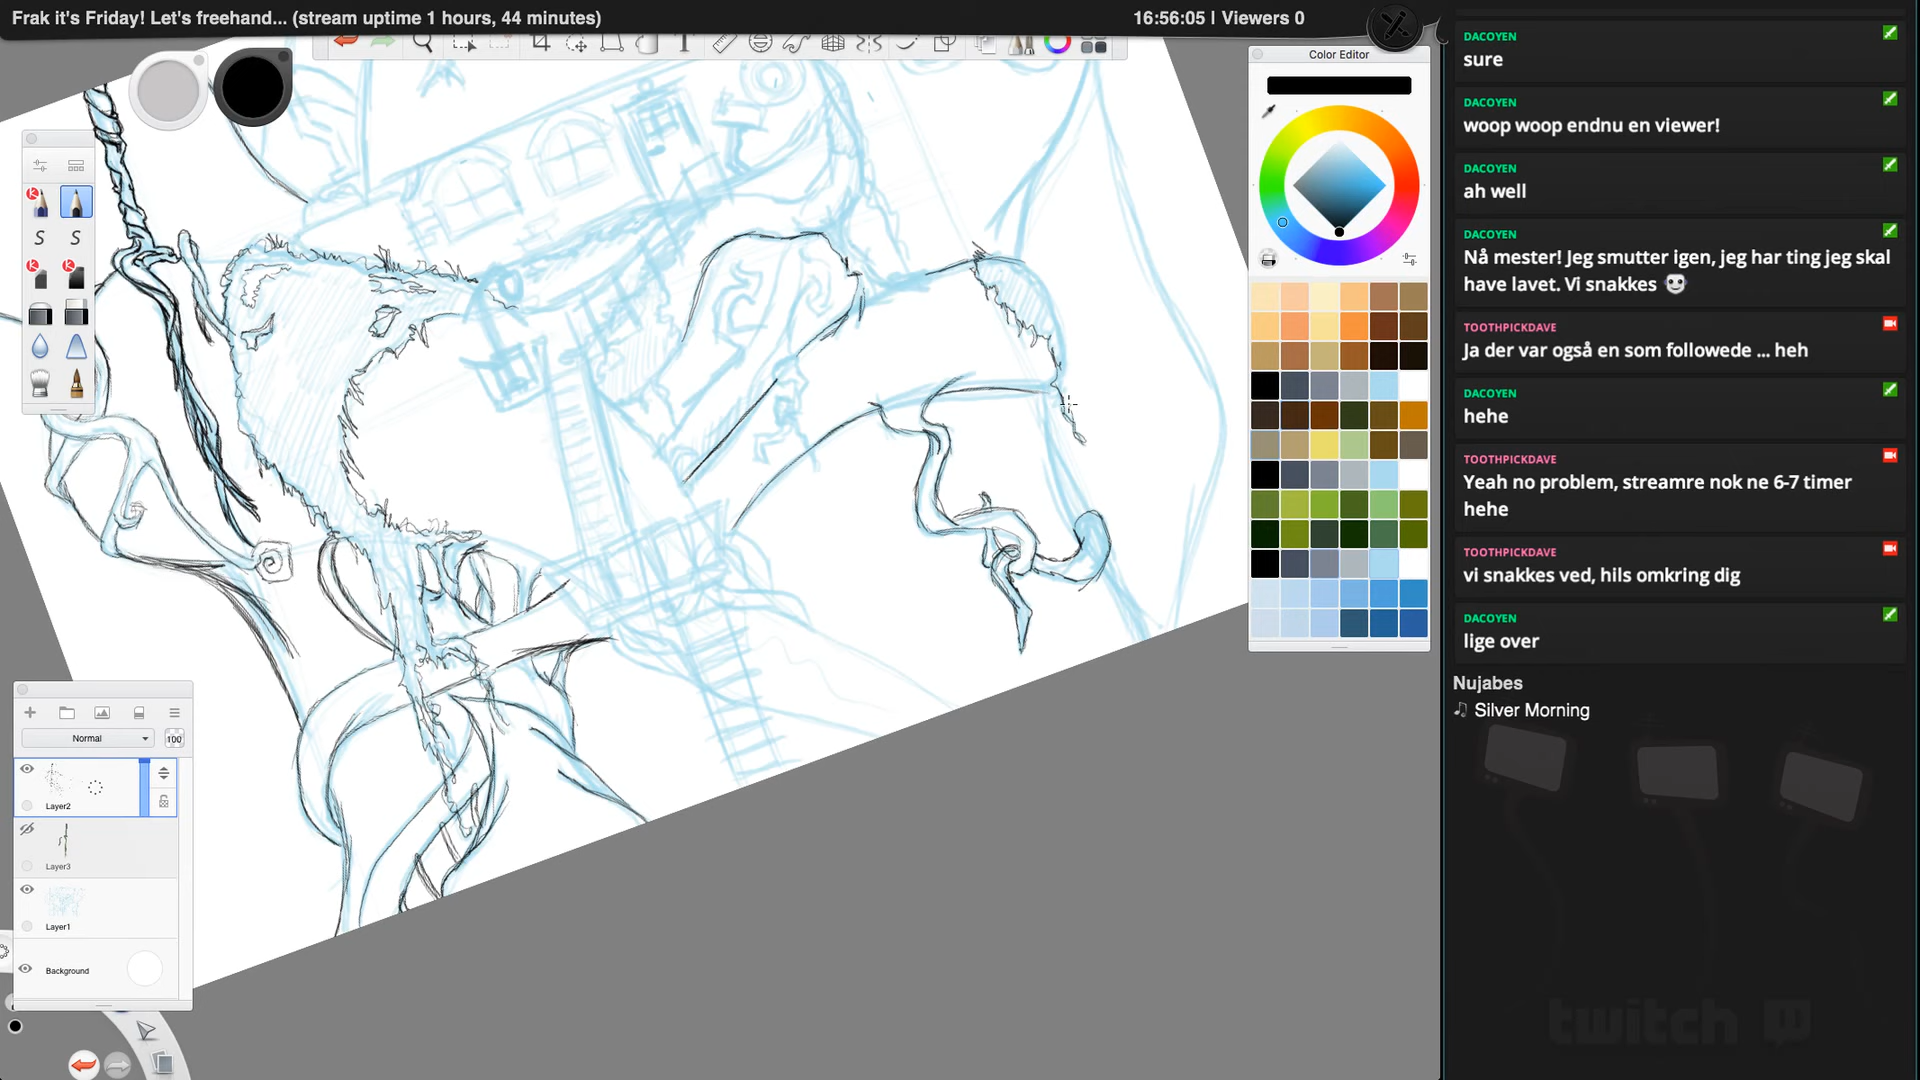 Frak it's Friday! Let's freehand... (stream uptime 1 hours, 44 minutes)
16:56:05 | Viewers 0
Color Editor
S S
Normal
100
Layer2
Layer3
Layer1
Background
DACOYEN
sure
DACOYEN
woop woop endnu en viewer!
DACOYEN
ah well
DACOYEN
Nå mester! Jeg smutter igen, jeg har ting jeg skal
have lavet. Vi snakkes
TOOTHPICKDAVE
Ja der var også en som followede ... heh
DACOYEN
hehe
TOOTHPICKDAVE
Yeah no problem, streamre nok ne 6-7 timer
hehe
TOOTHPICKDAVE
vi snakkes ved, hils omkring dig
DACOYEN
lige over
Nujabes
Silver Morning
twitch